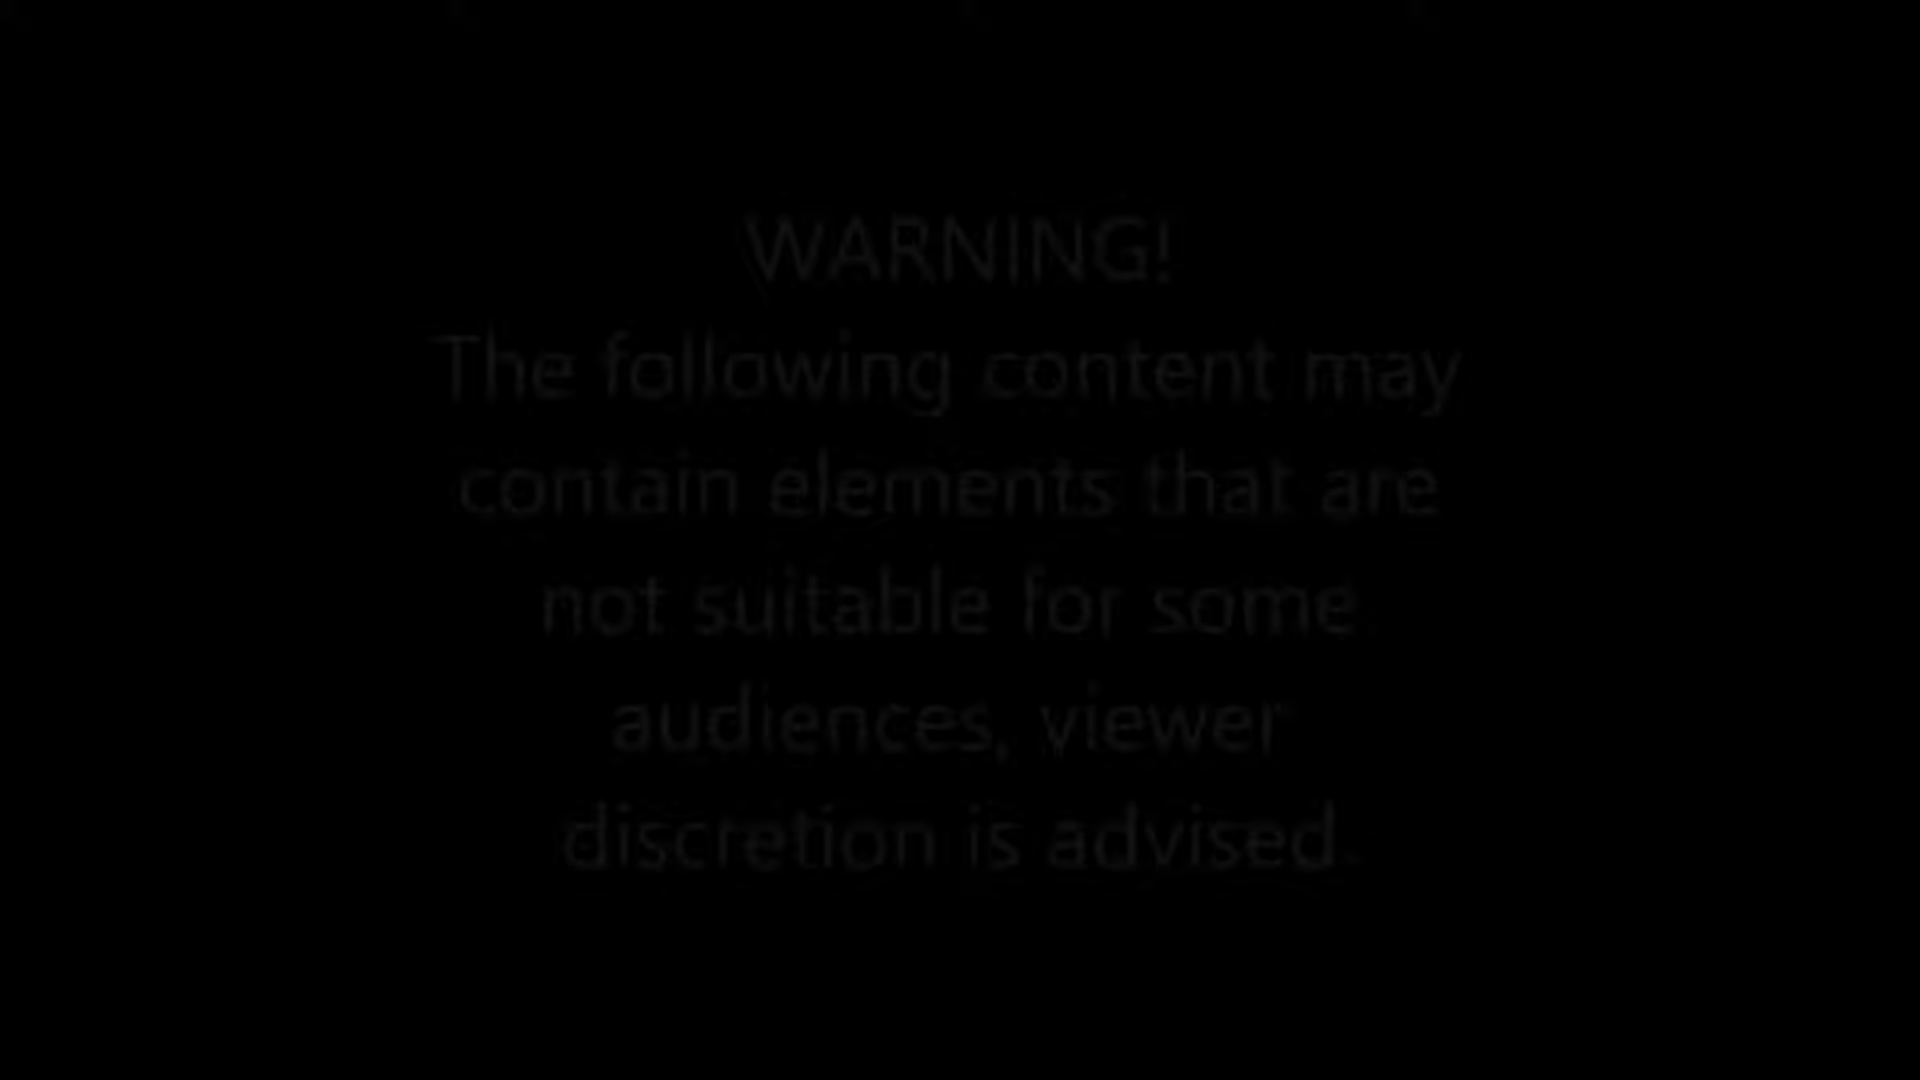 WARNING!
The following content may
contain elements that are
not suitable for some
audiences, viewer
discretion is advised.